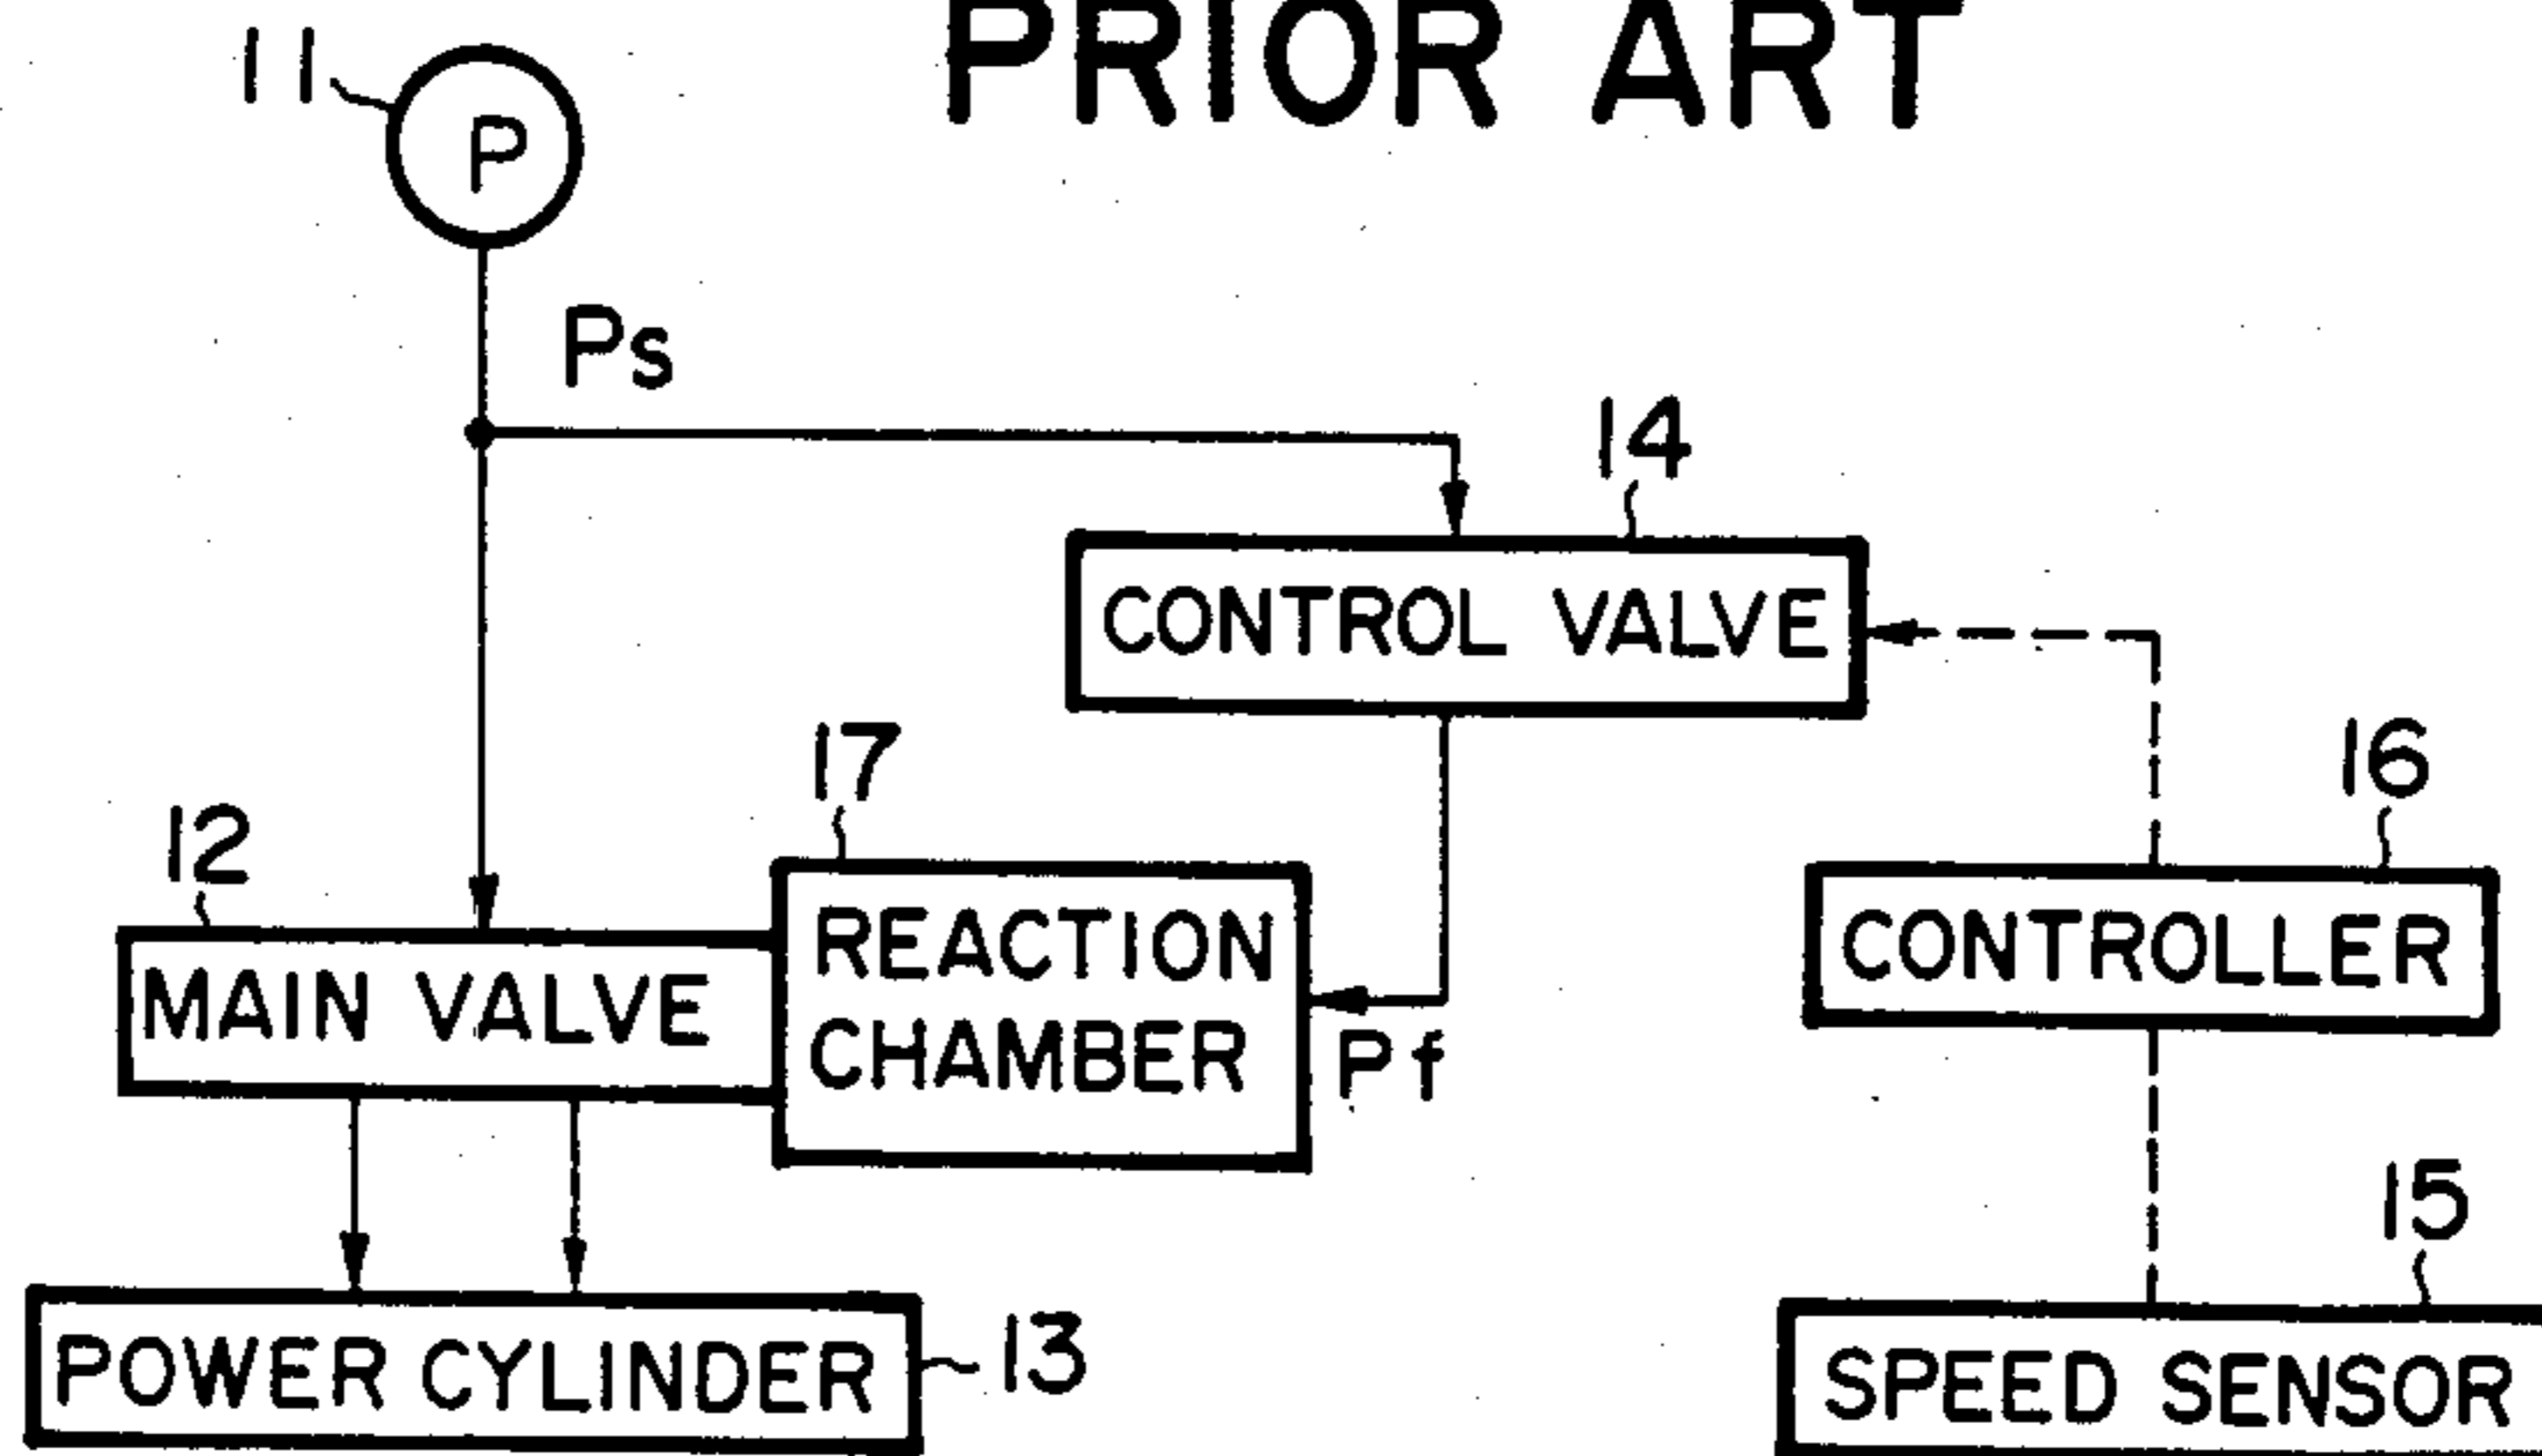 PRIOR ART
11
P
Ps
14
CONTROL VALVE
17
16
12
REACTION
CHAMBER
CONTROLLER
MAIN VALVE
Pf
15
13
POWER CYLINDER
SPEED SENSOR